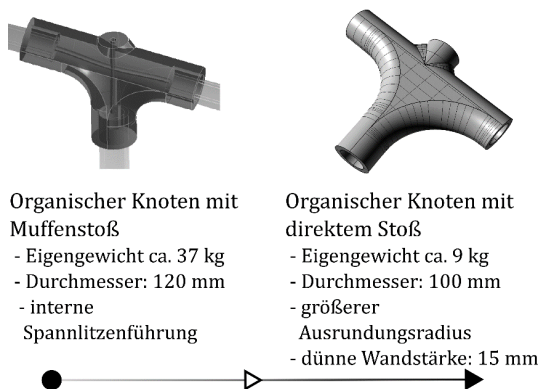 Organischer Knoten mit
Muffenstoß
- Eigengewicht ca. 37 kg
- Durchmesser: 120 mm
- interne
Spannlitzenführung
Organischer Knoten mit
direktem Stoß
- Eigengewicht ca. 9 kg
- Durchmesser: 100 mm
- größerer
Ausrundungsradius
- dünne Wandstärke: 15 mm